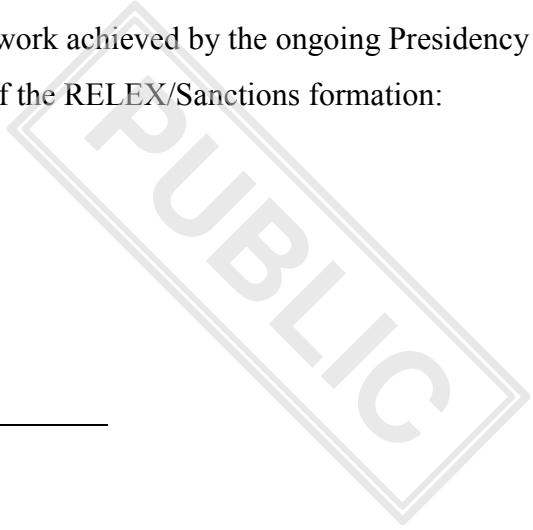 work achieved by the ongoing Presidency
f the RELEX/Sanctions formation:
PUBLIC